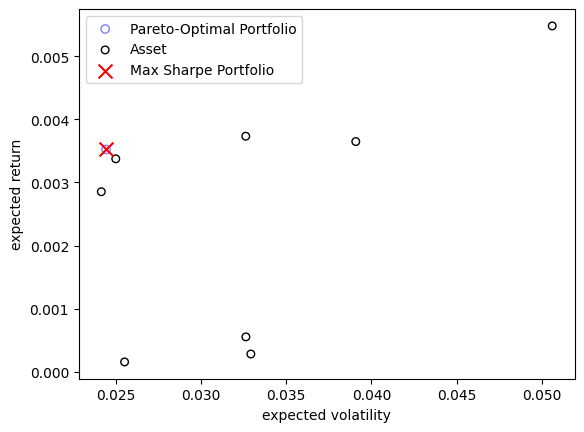 Pareto-Optimal Portfolio
Asset
Max Sharpe Portfolio
expected return
0.005
0.004
0.003
0.002
0.001
0.000
0.025
0.030
0.035
0.040
0.045
0.050
expected volatility